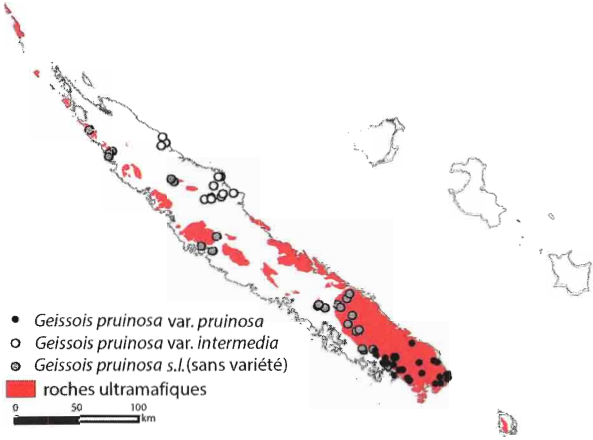 Geissois pruinosa var. pruinosa
Geissois pruinosa var. intermedia
Geissois pruinosa s.l.(sans variété)
roches ultramafiques
0 50 100
km